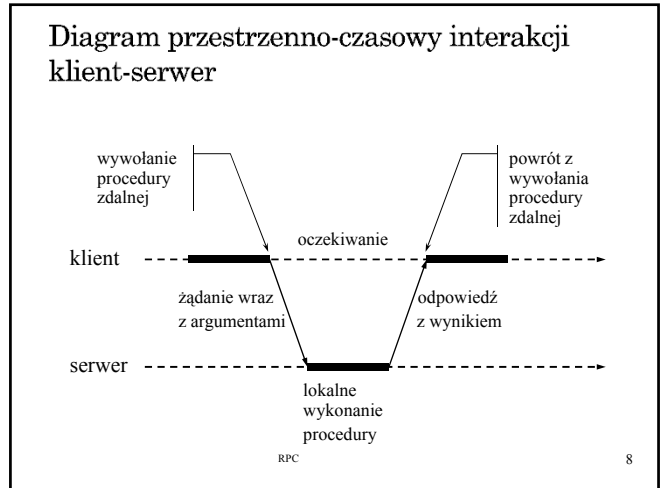 Diagram przestrzenno-czasowy interakcji
klient-serwer
wywołanie
procedury
zdalnej
powrót z
wywołania
procedury
zdalnej
oczekiwanie
klient
żądanie wraz
z argumentami
odpowiedź
z wynikiem
serwer
lokalne
wykonanie
procedury
RPC
8